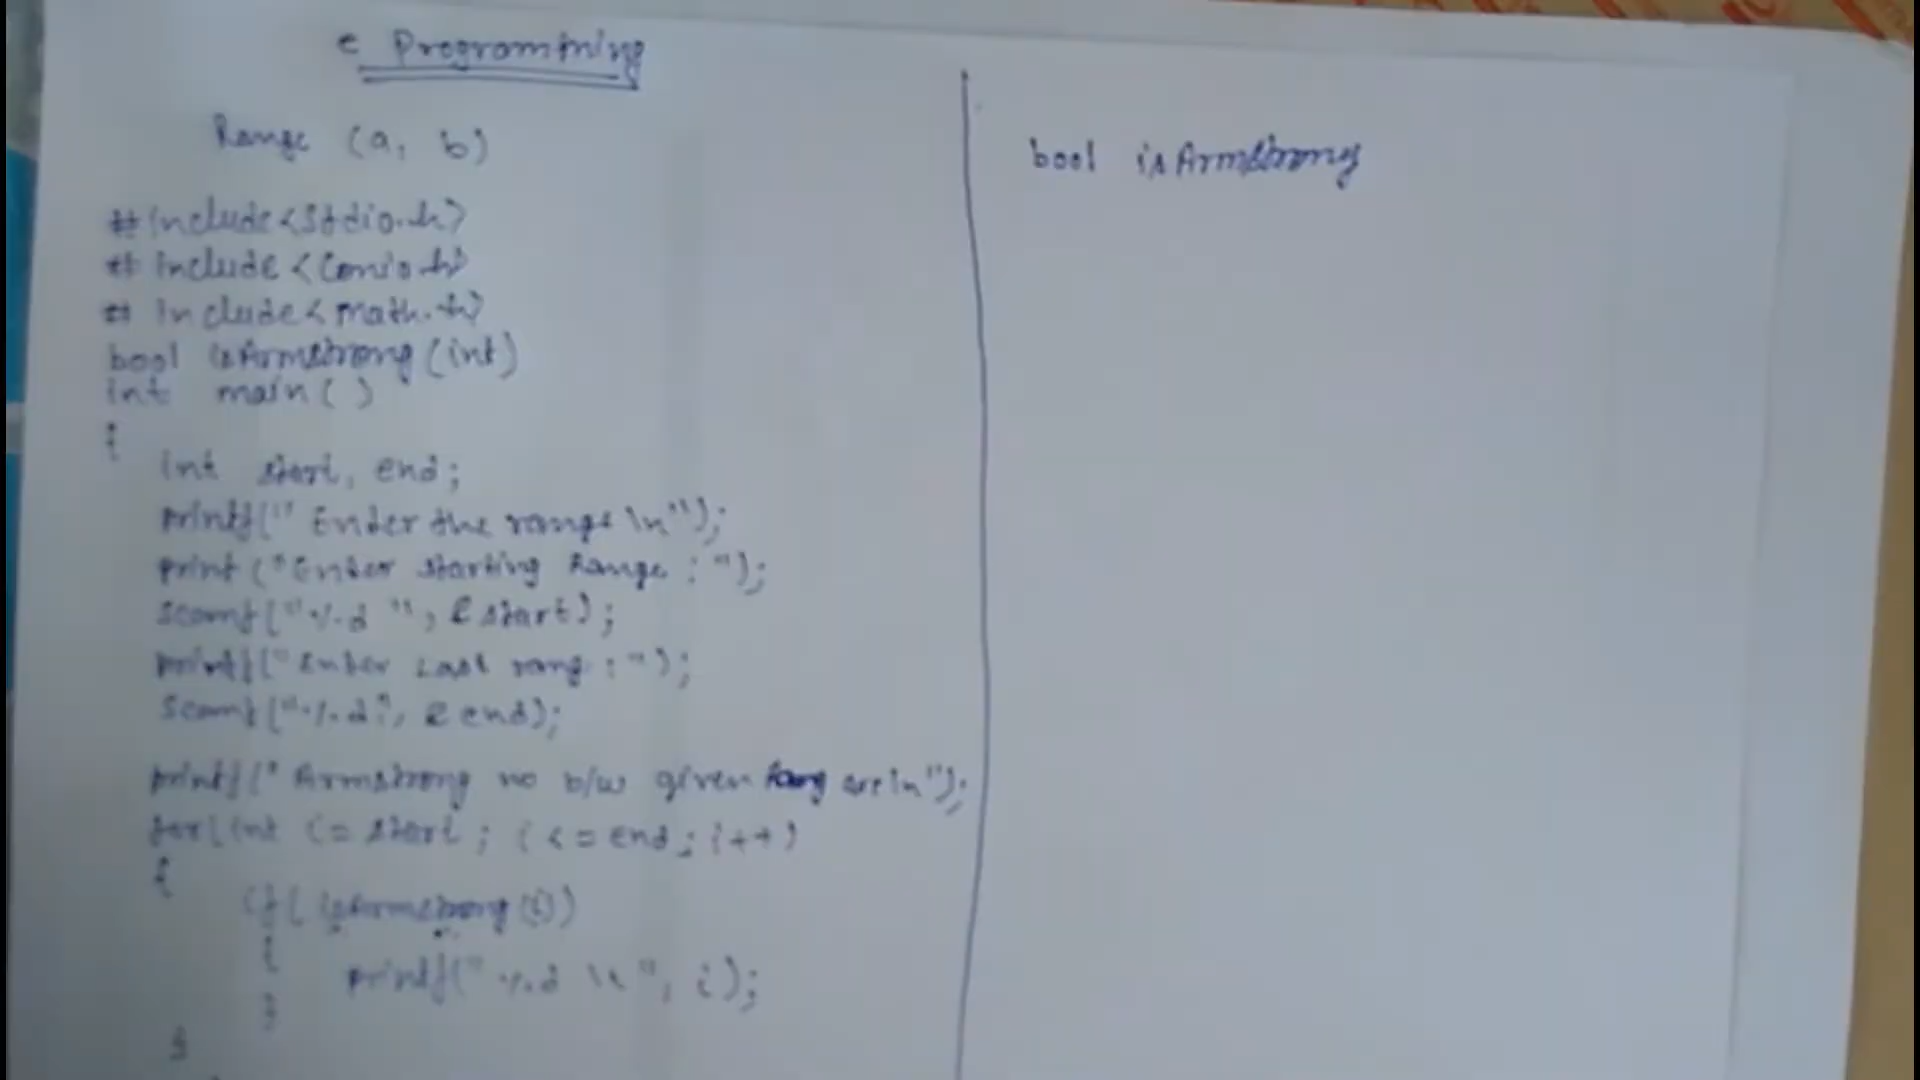 c Programming
Range (a, b)
#include<stdio.h>
# include <conio.h>
# include<math.h>
bool isArmstrong (int)
int main ( )
{
int start, end;
printf(" Enter the range \n");
print ("Enter starting Range : ");
scanf("%d ", &start);
printf("Enter Last rang : ");
scanf("%d", & end);
printf(" Armstrong no b/w given rang are\n");
for(int i = start ; i <= end ; i++)
{
if( isArmstrong (i))
{
printf(" %d \n ", i);
}
}
bool isArmstrong